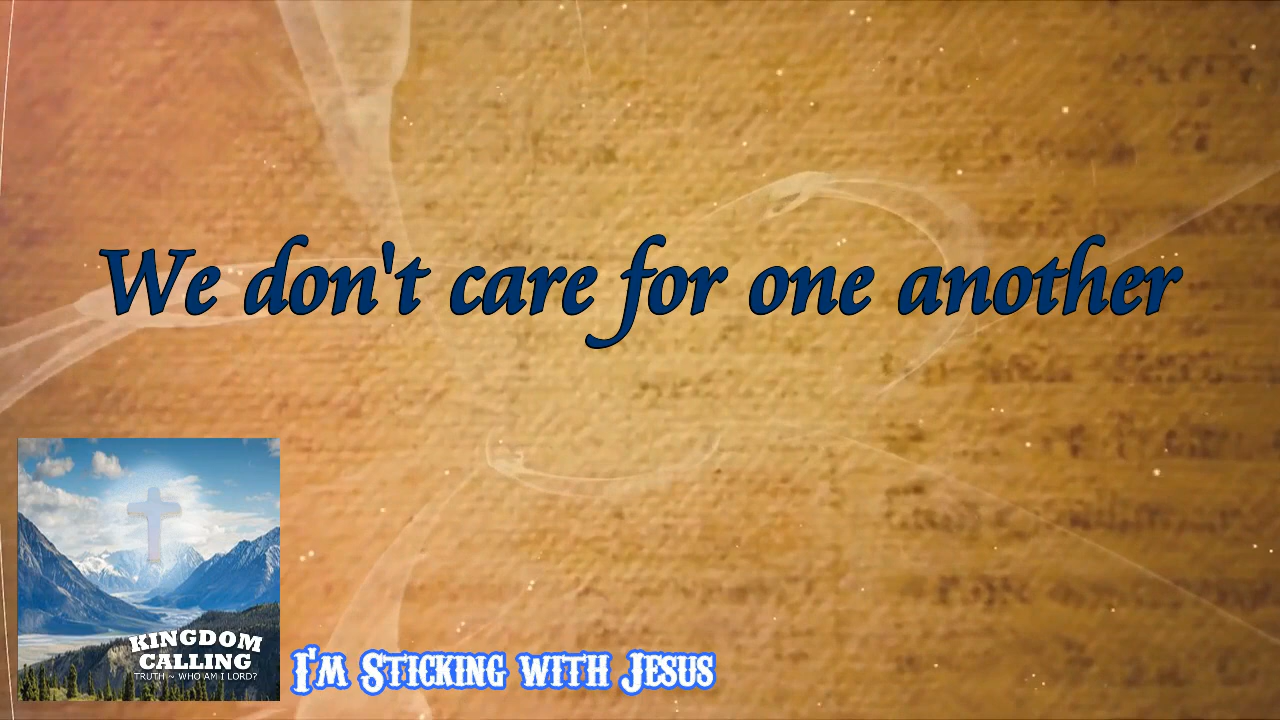 We don't care for one another
KINGDOM
CALLING
TRUTH ~ WHO AM I LORD?
I'm Sticking with Jesus